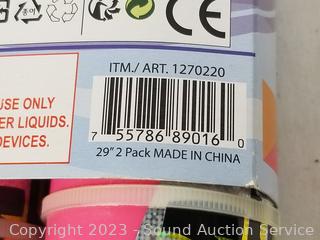 CE
ITM./ ART. 1270220
USE ONLY
ER LIQUIDS.
DEVICES.
7 55786 89016 0
29" 2 Pack MADE IN CHINA
Copyright 2023 - Sound Auction Service